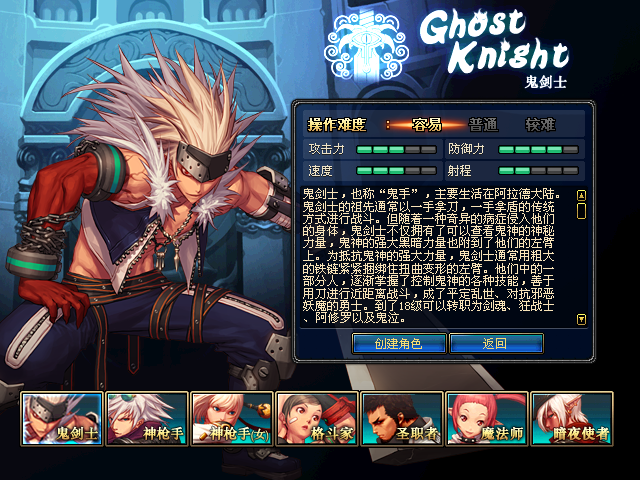 Ghost
Knight
鬼剑士
操作难度 : 容易 普通 较难
攻击力 防御力
速度 射程
鬼剑士，也称“鬼手”，主要生活在阿拉德大陆。
鬼剑士的祖先通常以一手拿刀，一手拿盾的传统
方式进行战斗。但随着一种奇异的病症侵入他们
的身体，鬼剑士不仅拥有了可以查看鬼神的神秘
力量，鬼神的强大黑暗力量也附到了他们的左臂
上。为抵抗鬼神的强大力量，鬼剑士通常用粗大
的铁链紧紧捆绑住扭曲变形的左臂。他们中的一
部分人，逐渐掌握了控制鬼神的各种技能，善于
用刀进行近距离战斗，成了平定乱世、对抗邪恶
妖魔的勇士。到了18级可以转职为剑魂、狂战士
、阿修罗以及鬼泣。
创建角色 返回
鬼剑士 神枪手 神枪手(女) 格斗家 圣职者 魔法师 暗夜使者